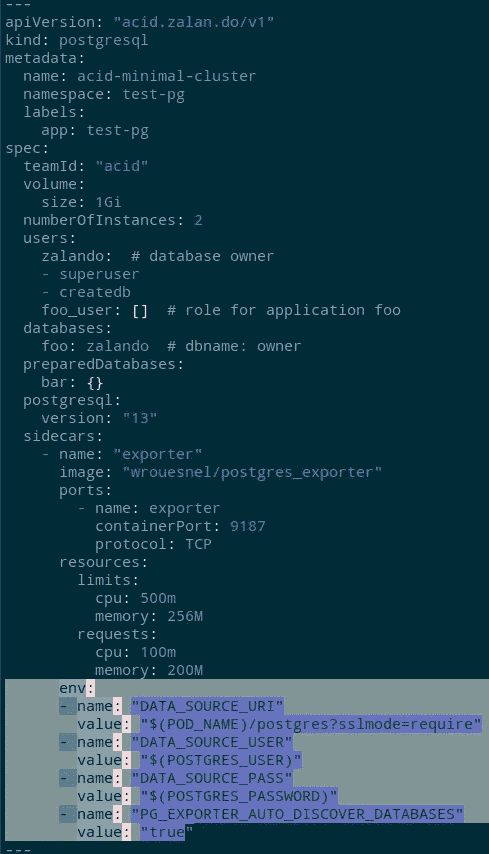 ---
apiVersion: "acid.zalan.do/v1"
kind: postgresql
metadata:
  name: acid-minimal-cluster
  namespace: test-pg
  labels:
    app: test-pg
spec:
  teamId: "acid"
  volume:
    size: 1Gi
  numberOfInstances: 2
  users:
    zalando:  # database owner
    - superuser
    - createdb
    foo_user: []  # role for application foo
  databases:
    foo: zalando  # dbname: owner
  preparedDatabases:
    bar: {}
  postgresql:
    version: "13"
  sidecars:
    - name: "exporter"
      image: "wrouesnel/postgres_exporter"
      ports:
        - name: exporter
          containerPort: 9187
          protocol: TCP
      resources:
        limits:
          cpu: 500m
          memory: 256M
        requests:
          cpu: 100m
          memory: 200M
      env:
      - name: "DATA_SOURCE_URI"
        value: "$(POD_NAME)/postgres?sslmode=require"
      - name: "DATA_SOURCE_USER"
        value: "$(POSTGRES_USER)"
      - name: "DATA_SOURCE_PASS"
        value: "$(POSTGRES_PASSWORD)"
      - name: "PG_EXPORTER_AUTO_DISCOVER_DATABASES"
        value: "true"
---